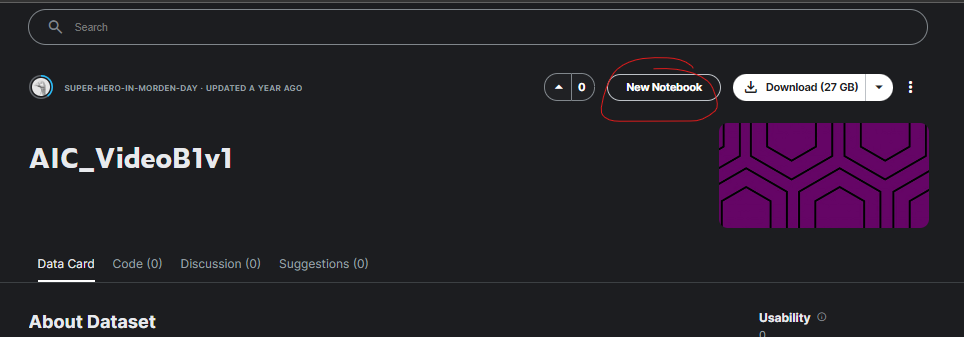 Search
SUPER-HERO-IN-MORDEN-DAY · UPDATED A YEAR AGO
0
New Notebook
Download (27 GB)
AIC_VideoB1v1
Data Card
Code (0)
Discussion (0)
Suggestions (0)
About Dataset
Usability
0